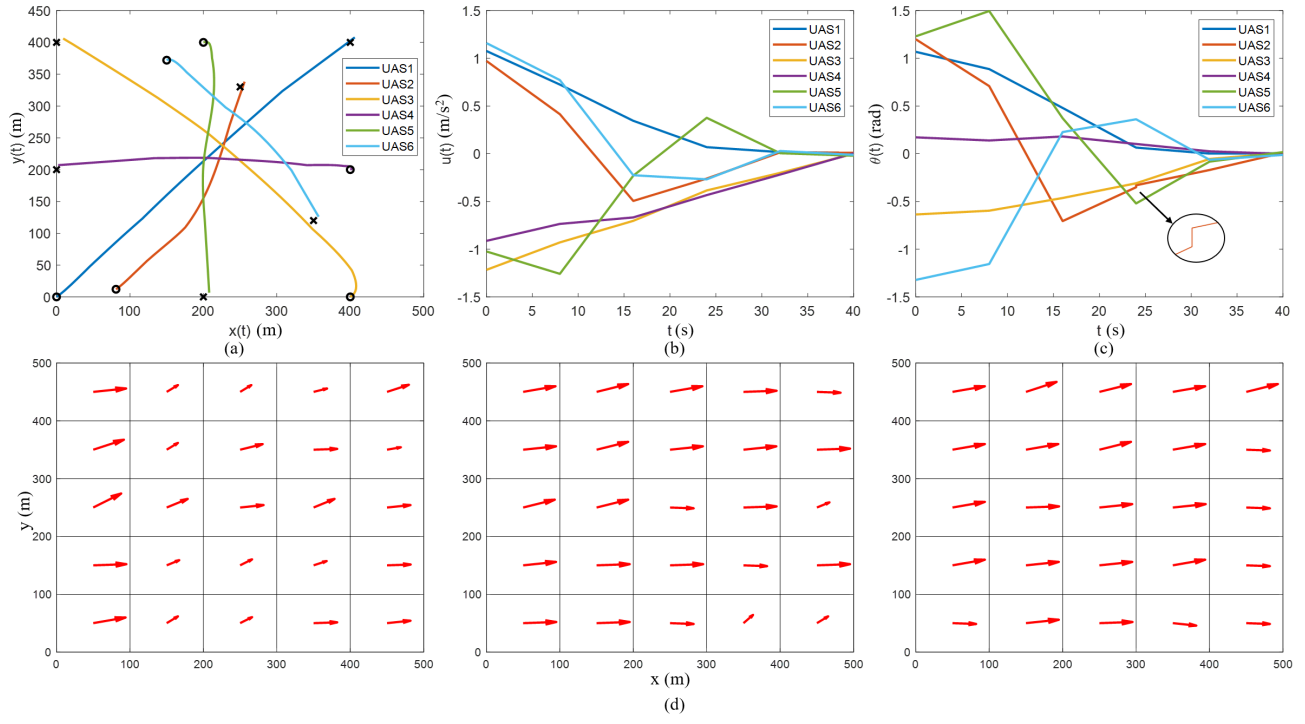 450
400
350
300
250
200
150
100
50
0
y(t) (m)
UAS1
UAS2
UAS3
UAS4
UAS5
UAS6
0 100 200 300 400 500
x(t) (m)
(a)
1.5
1
0.5
0
-0.5
-1
-1.5
u(t) (m/s²)
UAS1
UAS2
UAS3
UAS4
UAS5
UAS6
0 5 10 15 20 25 30 35 40
t (s)
(b)
1.5
1
0.5
0
-0.5
-1
-1.5
θ(t) (rad)
UAS1
UAS2
UAS3
UAS4
UAS5
UAS6
0 5 10 15 20 25 30 35 40
t (s)
(c)
500
400
300
200
100
0
y (m)
0 100 200 300 400 500
500
400
300
200
100
0
0 100 200 300 400 500
x (m)
500
400
300
200
100
0
0 100 200 300 400 500
(d)